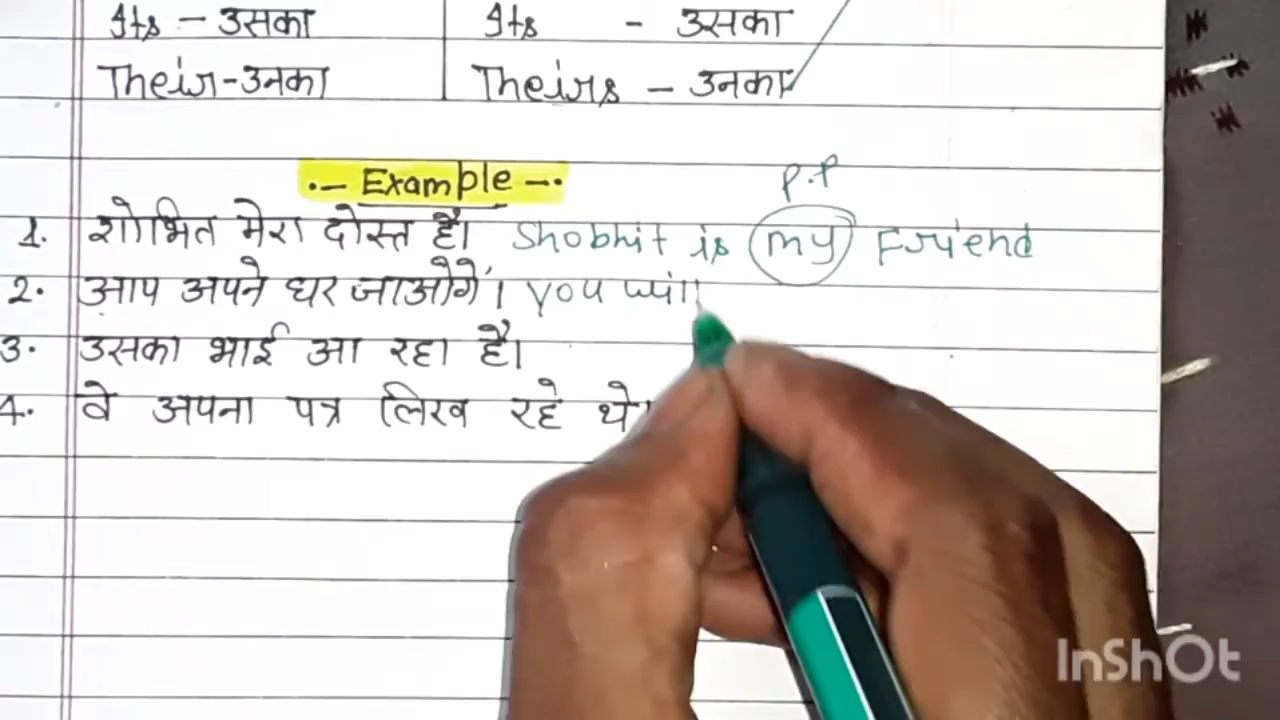 Its - उसका Its - उसका
Their - उनका Theirs - उनका
.- Example -.
P.P
1. शोभित मेरा दोस्त है। Shobhit is my Friend
2. आप अपने घर जाओगें। you will
3. उसका भाई आ रहा है।
4. वे अपना पत्र लिख रहे थे।
InShOt